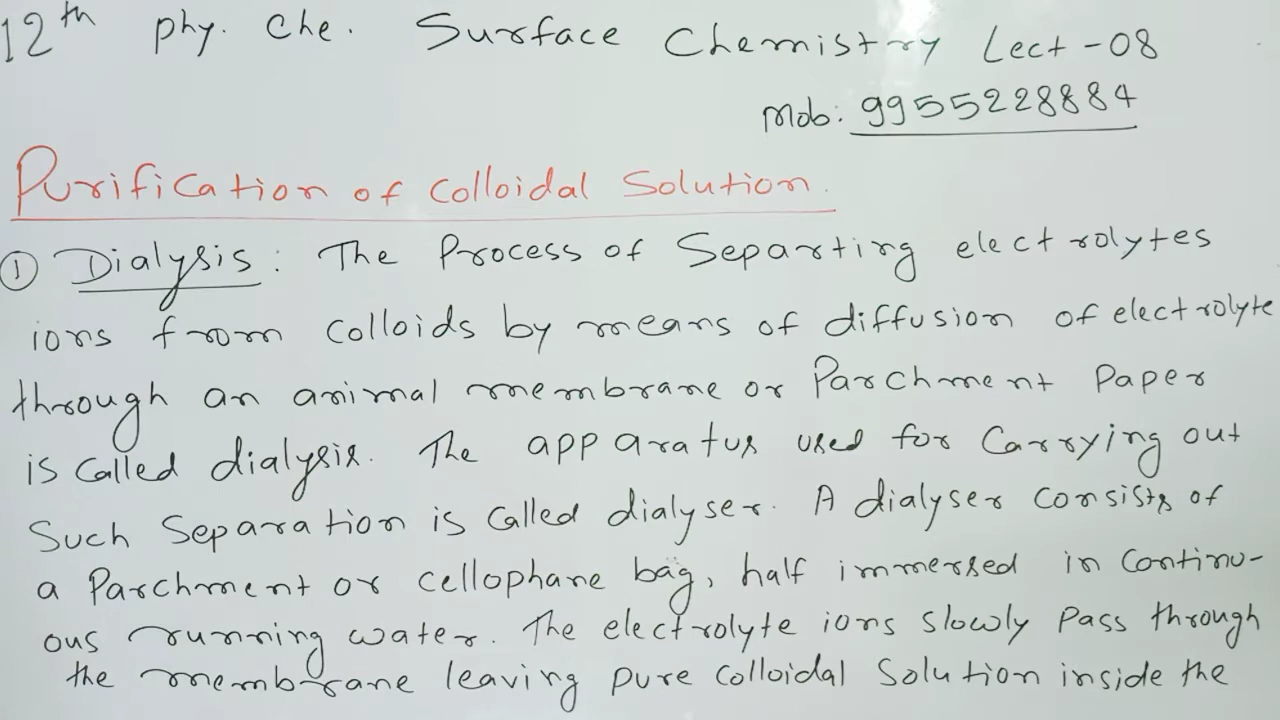 12th phy. Che. Surface Chemistry Lect-08
Mob: 9955228884
Purification of Colloidal Solution.
① Dialysis: The Process of Separting electrolytes
ions from colloids by means of diffusion of electrolyte
through an animal membrane or Parchment Paper
is called dialysis. The apparatus used for Carrying out
Such Separation is called dialyser. A dialyser consists of
a Parchment or cellophane bag, half immersed in Continu-
ous running water. The electrolyte ions slowly Pass through
the membrane leaving pure colloidal solution inside the